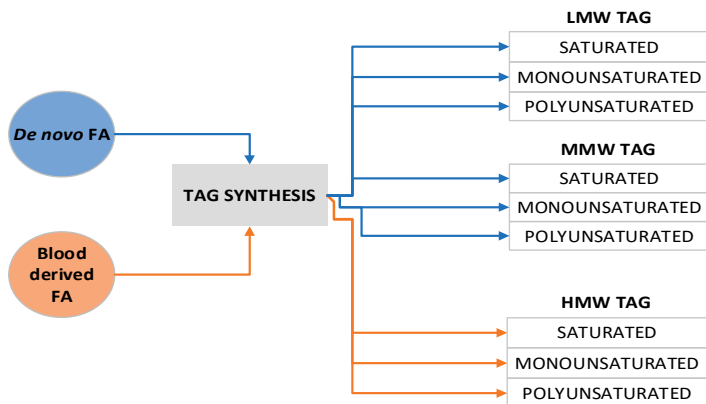 LMW TAG
SATURATED
MONOUNSATURATED
POLYUNSATURATED
De novo FA
MMW TAG
TAG SYNTHESIS
SATURATED
MONOUNSATURATED
POLYUNSATURATED
Blood
derived
FA
HMW TAG
SATURATED
MONOUNSATURATED
POLYUNSATURATED